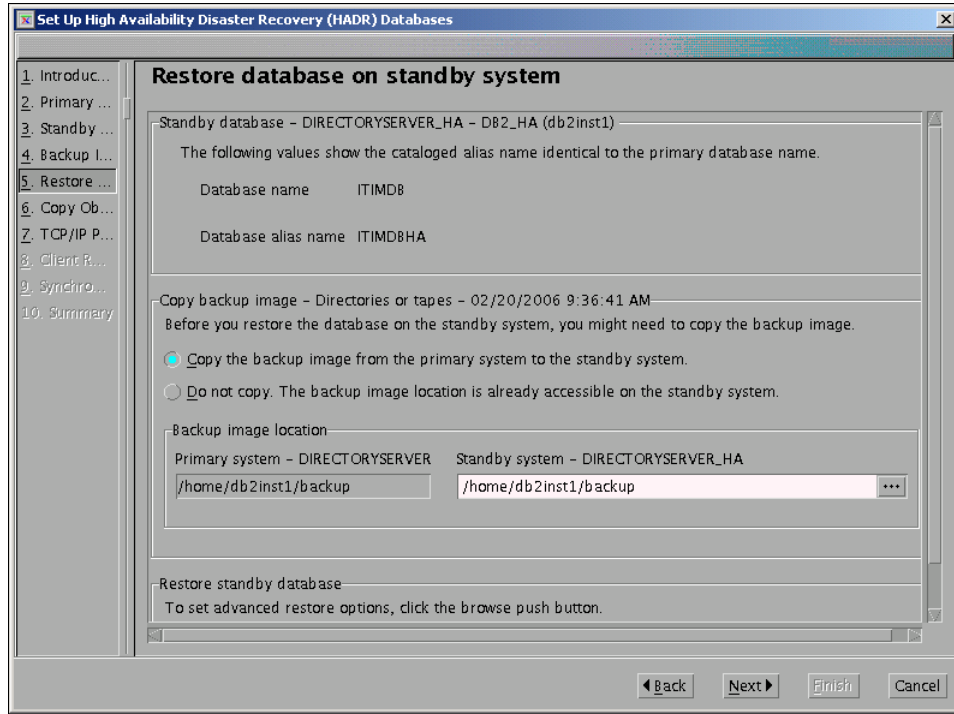 Set Up High Availability Disaster Recovery (HADR) Databases
1. Introduc...
2. Primary ...
3. Standby ...
4. Backup I...
5. Restore ...
6. Copy Ob...
7. TCP/IP P...
8. Client R...
9. Synchro...
10. Summary
Restore database on standby system
Standby database – DIRECTORYSERVER_HA – DB2_HA (db2inst1)
The following values show the cataloged alias name identical to the primary database name.
Database name ITIMDB
Database alias name ITIMDBHA
Copy backup image – Directories or tapes – 02/20/2006 9:36:41 AM
Before you restore the database on the standby system, you might need to copy the backup image.
Copy the backup image from the primary system to the standby system.
Do not copy. The backup image location is already accessible on the standby system.
Backup image location
Primary system – DIRECTORYSERVER Standby system – DIRECTORYSERVER_HA
/home/db2inst1/backup /home/db2inst1/backup ...
Restore standby database
To set advanced restore options, click the browse push button.
Back Next Finish Cancel